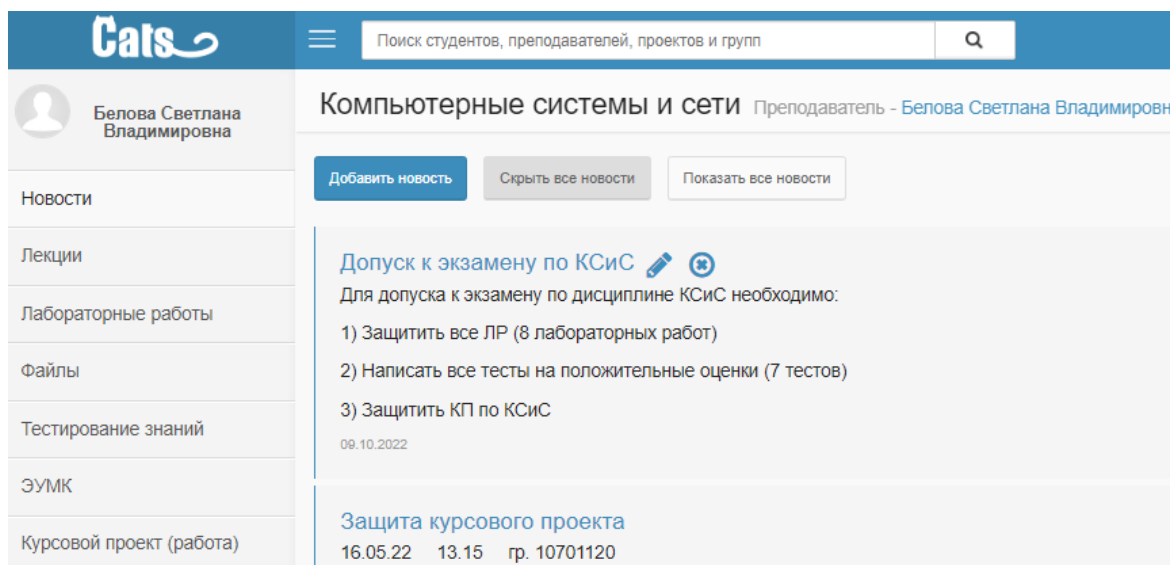 Cats
Поиск студентов, преподавателей, проектов и групп
Белова Светлана
Владимировна
Новости
Лекции
Лабораторные работы
Файлы
Тестирование знаний
ЭУМК
Курсовой проект (работа)
Компьютерные системы и сети Преподаватель - Белова Светлана Владимировн
Добавить новость Скрыть все новости Показать все новости
Допуск к экзамену по КСиС
Для допуска к экзамену по дисциплине КСиС необходимо:
1) Защитить все ЛР (8 лабораторных работ)
2) Написать все тесты на положительные оценки (7 тестов)
3) Защитить КП по КСиС
09.10.2022
Защита курсового проекта
16.05.22 13.15 гр. 10701120